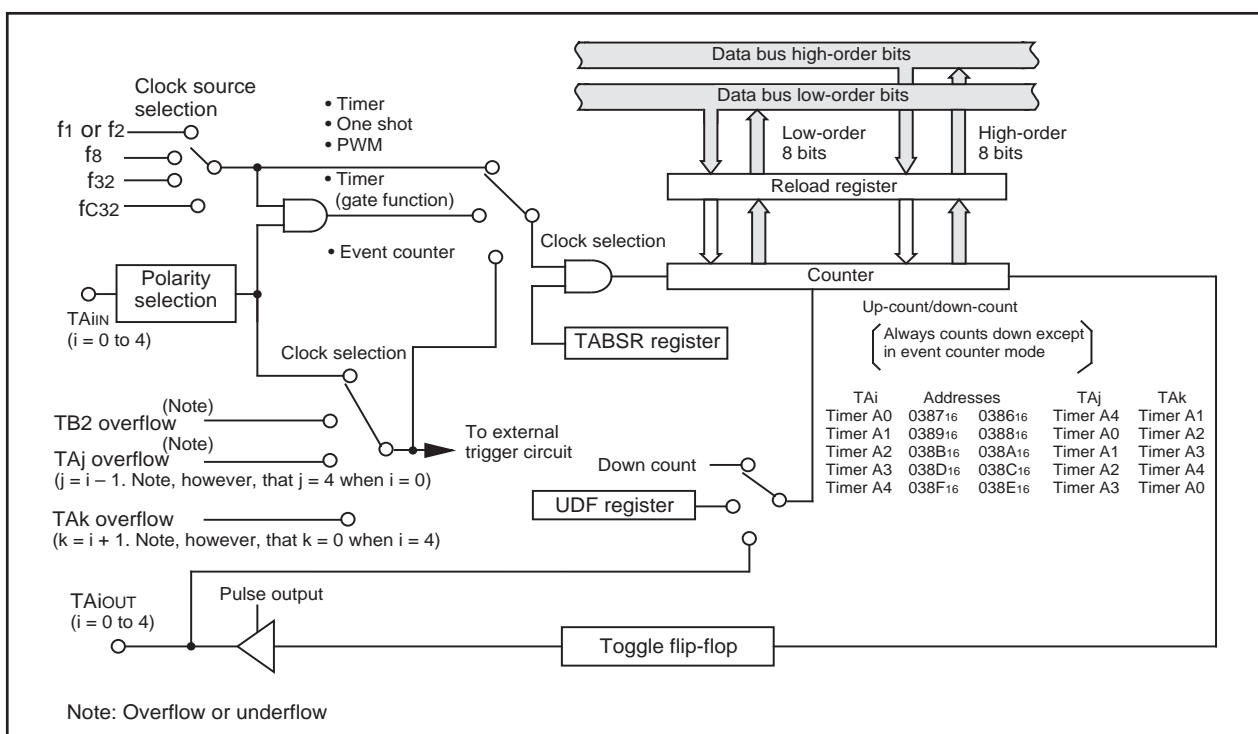 Data bus high-order bits
Data bus low-order bits
Clock source
selection
• Timer
• One shot
• PWM
Low-order
8 bits
High-order
8 bits
f1 or f2
f8
f32
fC32
Reload register
• Timer
(gate function)
• Event counter
Clock selection
Counter
Polarity
selection
TAiIN
(i = 0 to 4)
TABSR register
Up-count/down-count
Always counts down except
in event counter mode
Clock selection
TB2 overflow (Note)
TAj overflow (Note)
(j = i – 1. Note, however, that j = 4 when i = 0)
To external
trigger circuit
TAk overflow
(k = i + 1. Note, however, that k = 0 when i = 4)
Down count
UDF register
TAi Addresses TAj TAk
Timer A0 038716 038616 Timer A4 Timer A1
Timer A1 038916 038816 Timer A0 Timer A2
Timer A2 038B16 038A16 Timer A1 Timer A3
Timer A3 038D16 038C16 Timer A2 Timer A4
Timer A4 038F16 038E16 Timer A3 Timer A0
TAiOUT
(i = 0 to 4)
Pulse output
Toggle flip-flop
Note: Overflow or underflow